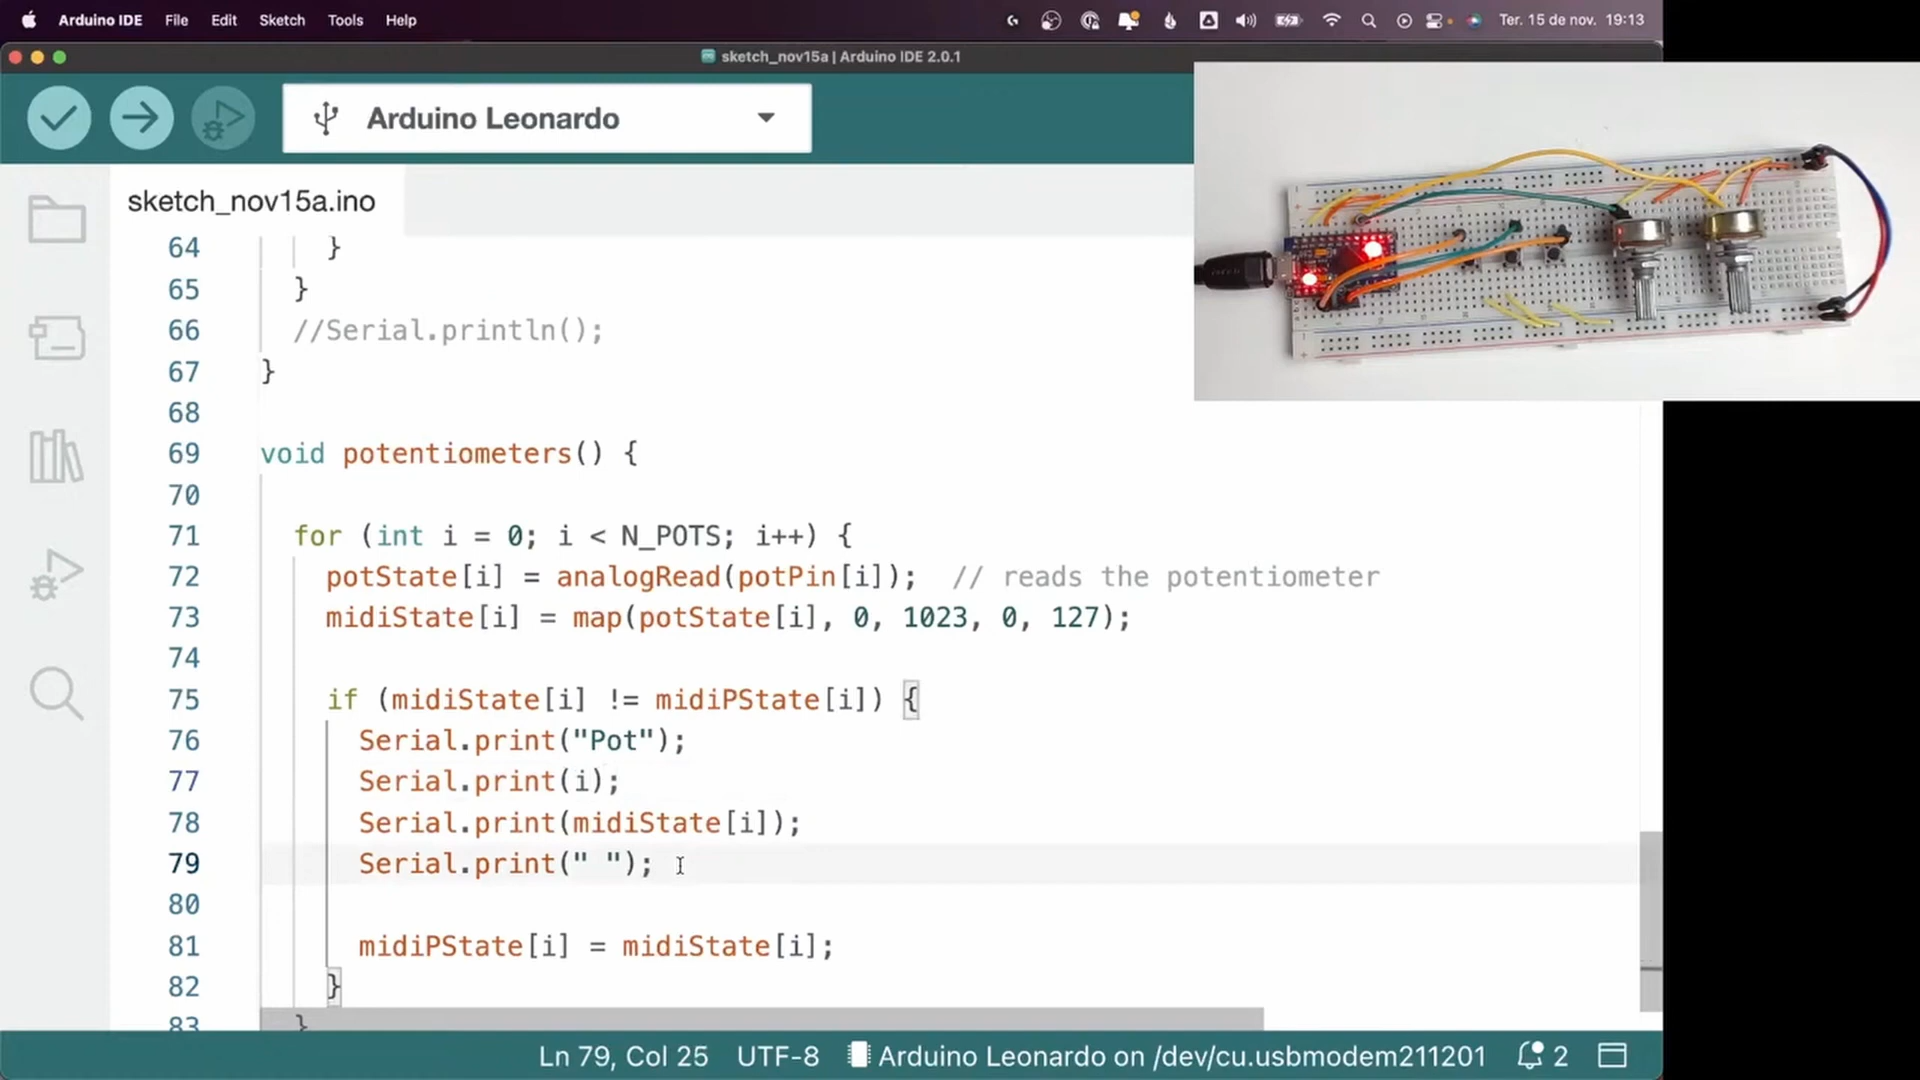 Arduino IDE File Edit Sketch Tools Help Ter. 15 de nov. 19:13
sketch_nov15a | Arduino IDE 2.0.1
Arduino Leonardo
sketch_nov15a.ino
64 }
65 }
66 //Serial.println();
67 }
68
69 void potentiometers() {
70
71 for (int i = 0; i < N_POTS; i++) {
72 potState[i] = analogRead(potPin[i]); // reads the potentiometer
73 midiState[i] = map(potState[i], 0, 1023, 0, 127);
74
75 if (midiState[i] != midiPState[i]) {
76 Serial.print("Pot");
77 Serial.print(i);
78 Serial.print(midiState[i]);
79 Serial.print(" ");
80
81 midiPState[i] = midiState[i];
82 }
83 }
Ln 79, Col 25 UTF-8 Arduino Leonardo on /dev/cu.usbmodem211201 2